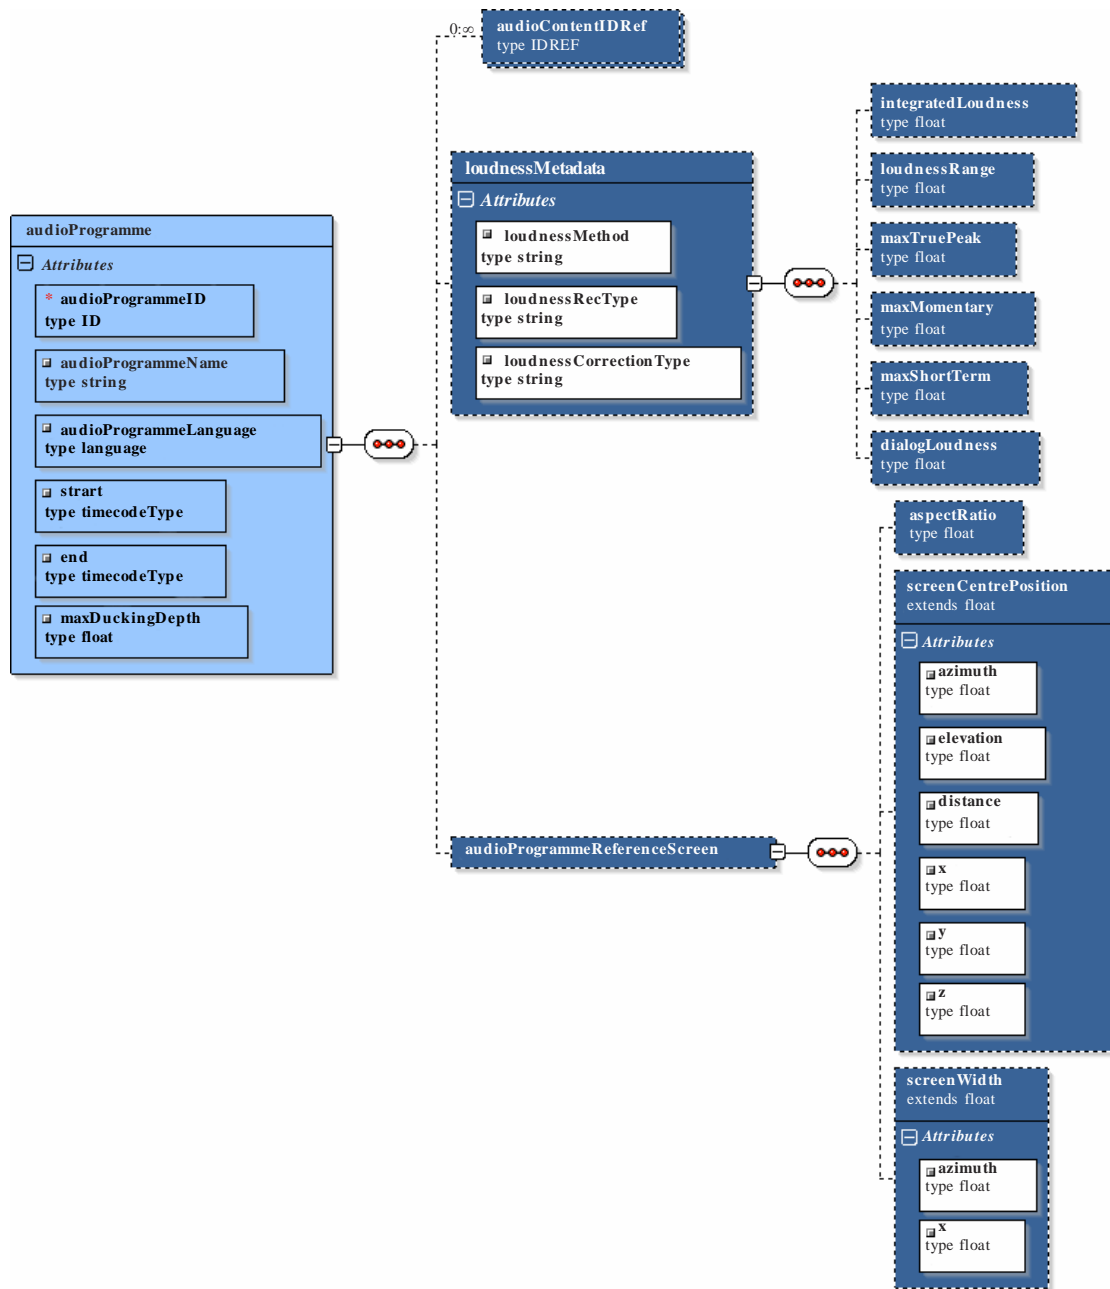 audioProgramme
Attributes
* audioProgrammeID
type ID
audioProgrammeName
type string
audioProgrammeLanguage
type language
strart
type timecodeType
end
type timecodeType
maxDuckingDepth
type float
0:∞
audioContentIDRef
type IDREF
loudnessMetadata
Attributes
loudnessMethod
type string
loudnessRecType
type string
loudnessCorrectionType
type string
integratedLoudness
type float
loudnessRange
type float
maxTruePeak
type float
maxMomentary
type float
maxShortTerm
type float
dialogLoudness
type float
audioProgrammeReferenceScreen
aspectRatio
type float
screenCentrePosition
extends float
Attributes
azimuth
type float
elevation
type float
distance
type float
x
type float
y
type float
z
type float
screenWidth
extends float
Attributes
azimuth
type float
x
type float